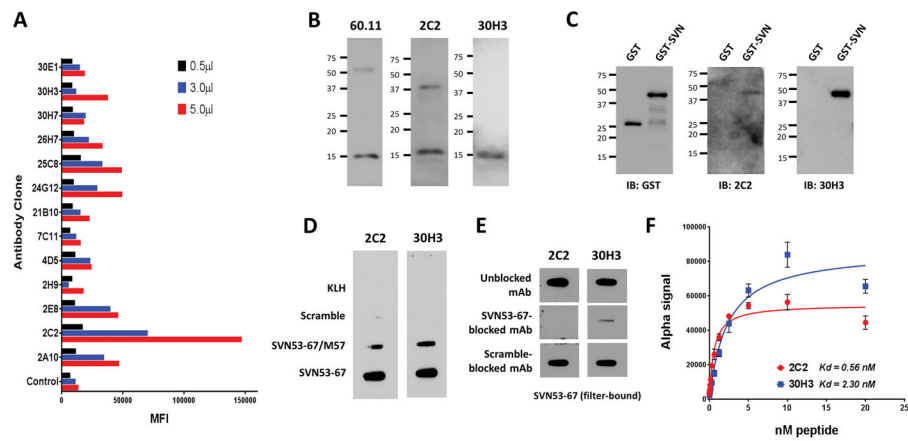 A
30E1
30H3
30H7
26H7
25C8
24G12
21B10
7C11
4D5
2H9
2E8
2C2
2A10
Control
Antibody Clone
0 50000 100000 150000
MFI
0.5µl
3.0µl
5.0µl
B
60.11 2C2 30H3
75
50
37
25
20
15
75
50
37
25
20
15
75
50
37
25
20
15
C
GST GST-SVN GST GST-SVN GST GST-SVN
75
50
37
25
20
15
75
50
37
25
20
15
75
50
37
25
20
15
IB: GST IB: 2C2 IB: 30H3
D
2C2 30H3
KLH
Scramble
SVN53-67/M57
SVN53-67
E
2C2 30H3
Unblocked
mAb
SVN53-67-
blocked mAb
Scramble-
blocked mAb
SVN53-67 (filter-bound)
F
Alpha signal
100000
80000
60000
40000
20000
0
0 5 10 15 20 25
nM peptide
2C2 Kd = 0.56 nM
30H3 Kd = 2.30 nM